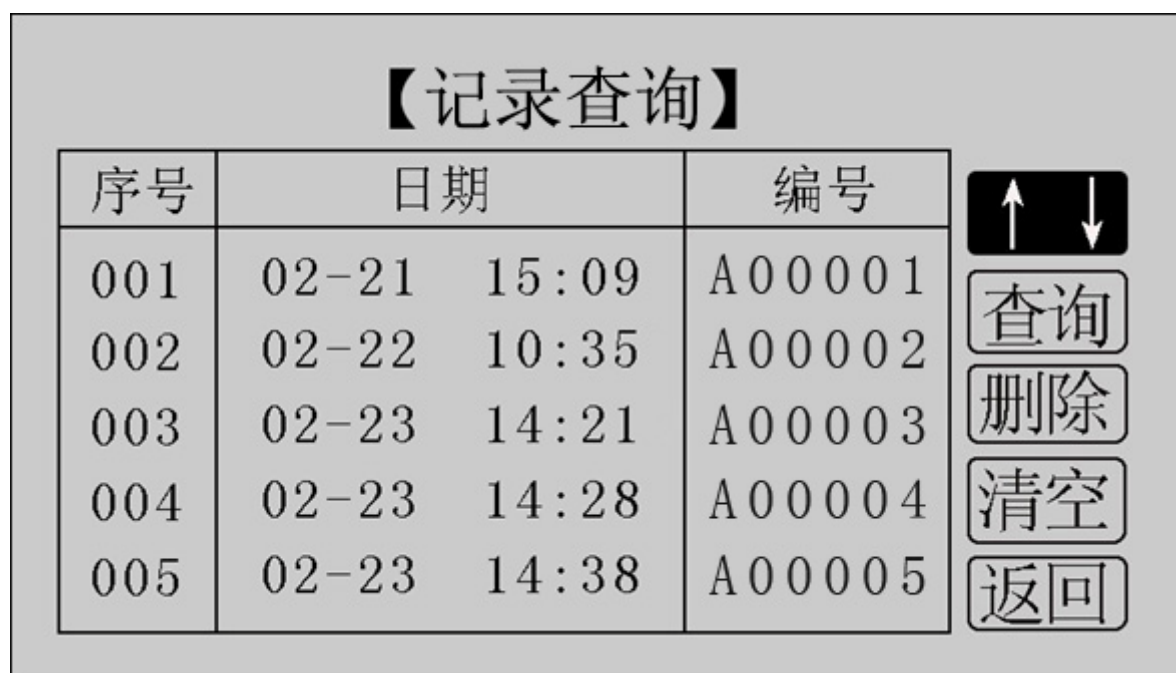 【记录查询】
序号 日期 编号
001 02-21 15:09 A00001
002 02-22 10:35 A00002
003 02-23 14:21 A00003
004 02-23 14:28 A00004
005 02-23 14:38 A00005
↑ ↓
查询
删除
清空
返回